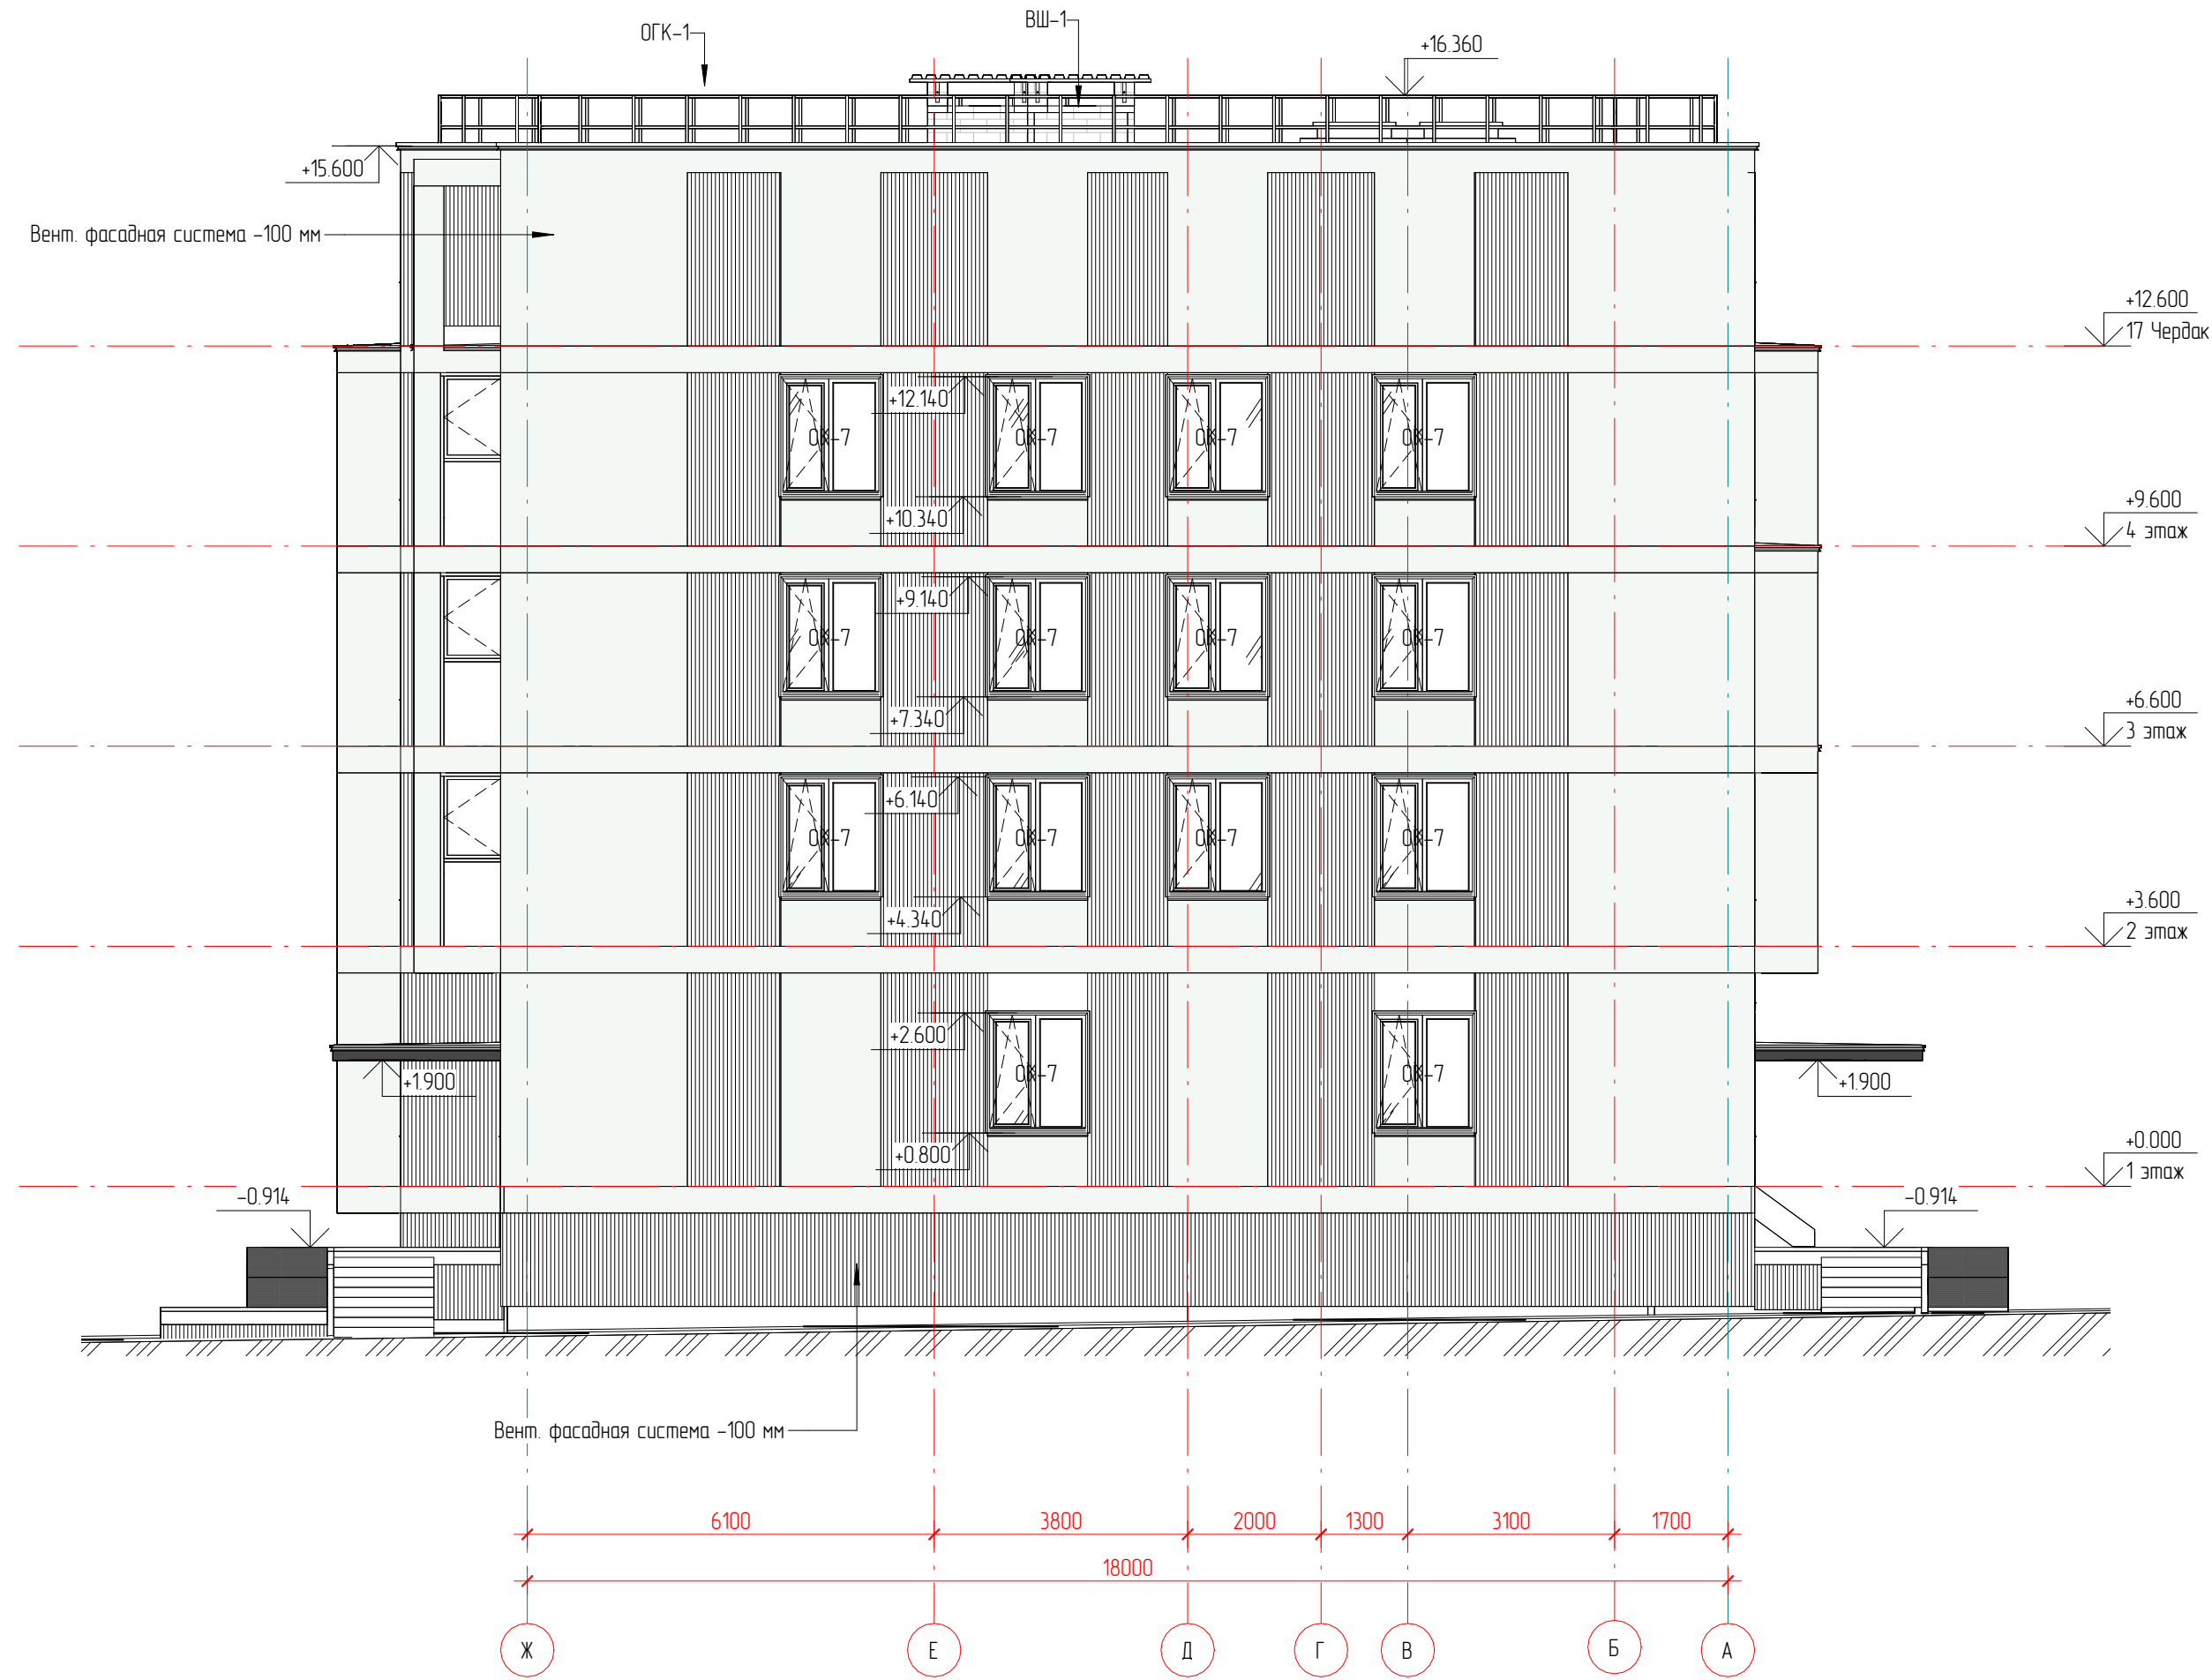 ВШ-1
ОГК-1
+16.360
+15.600
Вент. фасадная система -100 мм
+12.600
17 Чердак
+12.140
ОК-7
ОК-7
ОК-7
ОК-7
+10.340
+9.600
4 этаж
+9.140
ОК-7
ОК-7
ОК-7
ОК-7
+7.340
+6.600
3 этаж
+6.140
ОК-7
ОК-7
ОК-7
ОК-7
+4.340
+3.600
2 этаж
+2.600
ОК-7
ОК-7
+1.900
+1.900
+0.800
+0.000
1 этаж
-0.914
-0.914
Вент. фасадная система -100 мм
6100
3800
2000
1300
3100
1700
18000
Ж
Е
Д
Г
В
Б
А